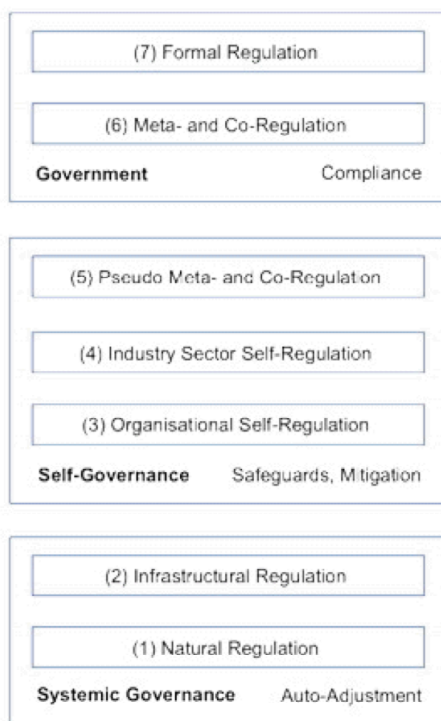 (7) Formal Regulation
(6) Meta- and Co-Regulation
Government Compliance
(5) Pseudo Meta- and Co-Regulation
(4) Industry Sector Self-Regulation
(3) Organisational Self-Regulation
Self-Governance Safeguards, Mitigation
(2) Infrastructural Regulation
(1) Natural Regulation
Systemic Governance Auto-Adjustment